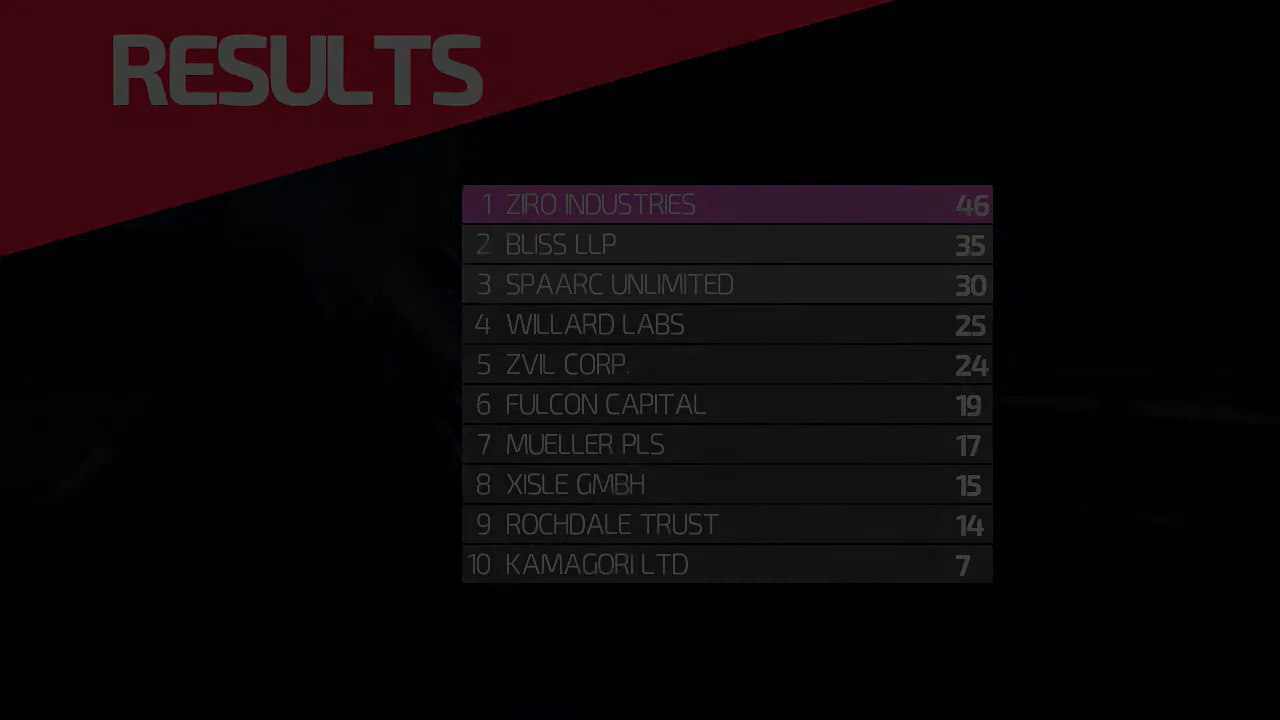 RESULTS
1 ZIRO INDUSTRIES 46
2 BLISS LLP 35
3 SPAARC UNLIMITED 30
4 WILLARD LABS 25
5 ZVIL CORP. 24
6 FULCON CAPITAL 19
7 MUELLER PLS 17
8 XISLE GMBH 15
9 ROCHDALE TRUST 14
10 KAMAGORI LTD 7